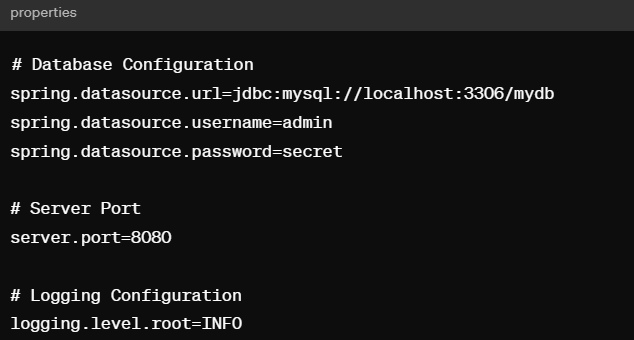 properties
# Database Configuration
spring.datasource.url=jdbc:mysql://localhost:3306/mydb
spring.datasource.username=admin
spring.datasource.password=secret
# Server Port
server.port=8080
# Logging Configuration
logging.level.root=INFO